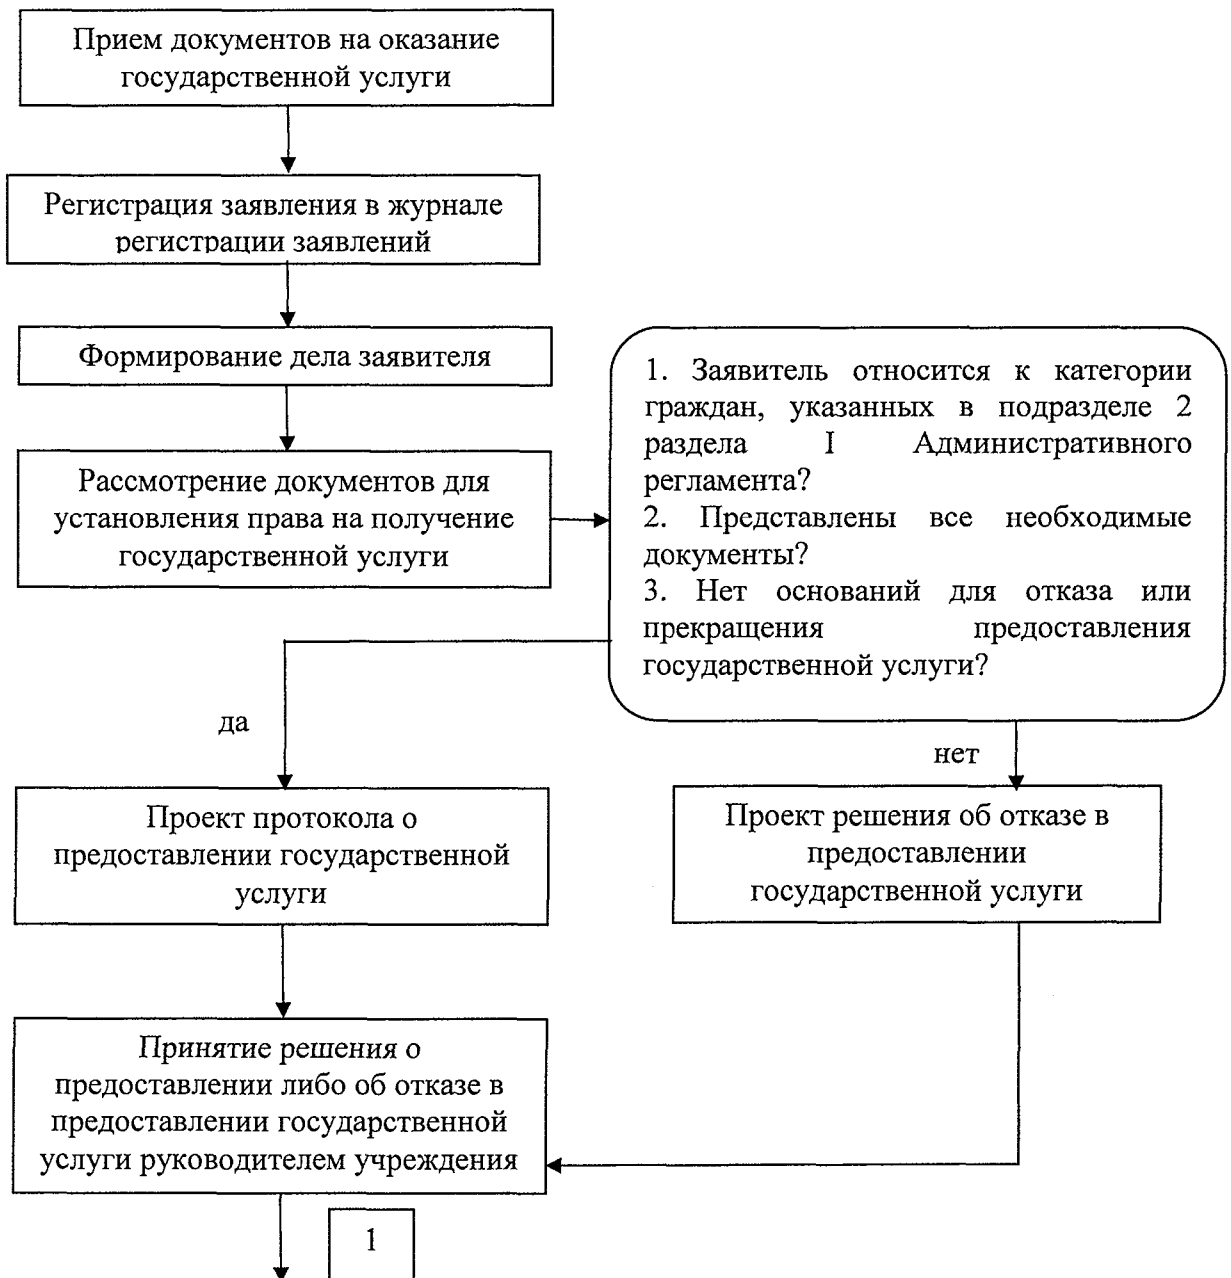 Прием документов на оказание
государственной услуги
Регистрация заявления в журнале
регистрации заявлений
Формирование дела заявителя
Рассмотрение документов для
установления права на получение
государственной услуги
1. Заявитель относится к категории
граждан, указанных в подразделе 2
раздела I Административного
регламента?
2. Представлены все необходимые
документы?
3. Нет оснований для отказа или
прекращения предоставления
государственной услуги?
да
нет
Проект протокола о
предоставлении государственной
услуги
Проект решения об отказе в
предоставлении
государственной услуги
Принятие решения о
предоставлении либо об отказе в
предоставлении государственной
услуги руководителем учреждения
1